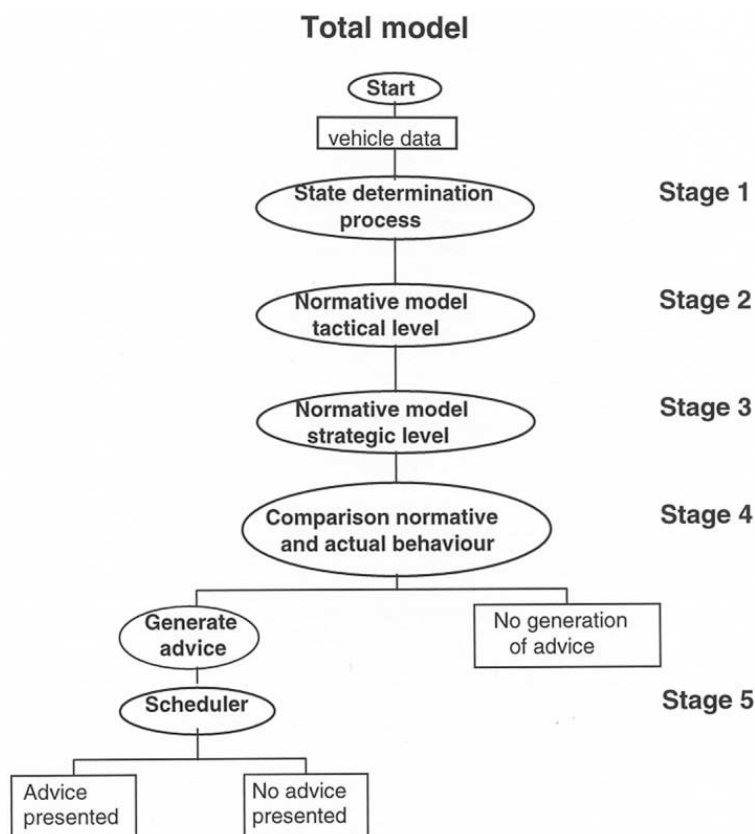 Total model
Start
vehicle data
State determination
process
Stage 1
Normative model
tactical level
Stage 2
Normative model
strategic level
Stage 3
Comparison normative
and actual behaviour
Stage 4
Generate
advice
No generation
of advice
Scheduler
Stage 5
Advice
presented
No advice
presented